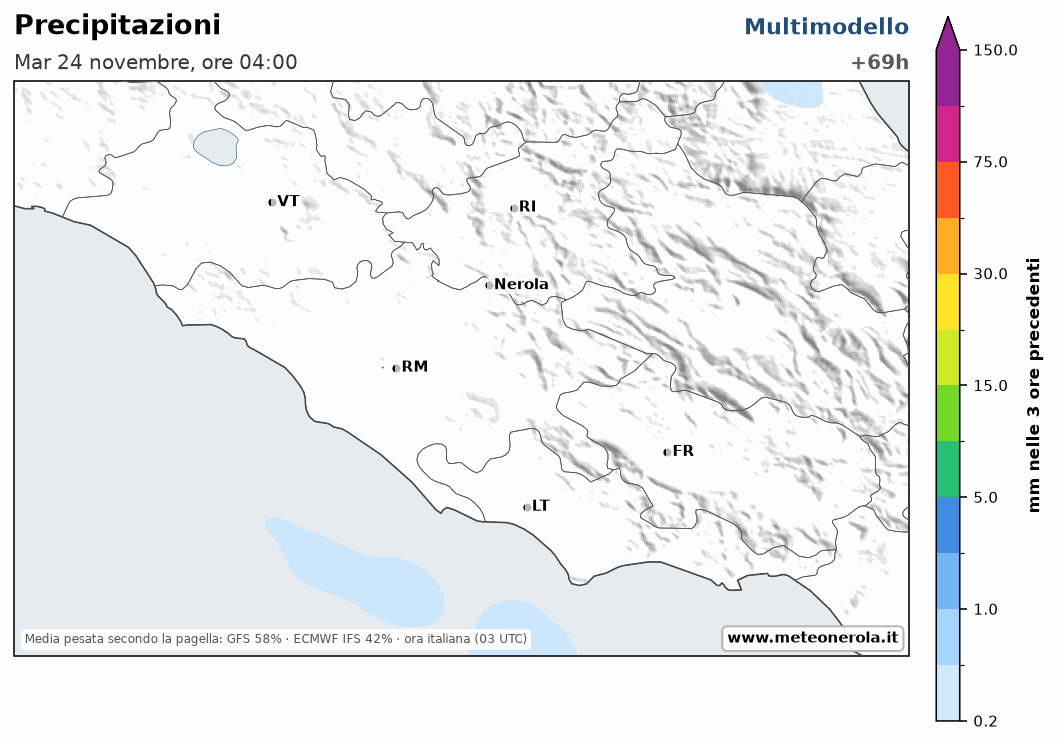 Precipitazioni
Multimodello
Mar 24 novembre, ore 04:00
+69h
150.0
75.0
30.0
15.0
5.0
1.0
0.2
mm nelle 3 ore precedenti
VT
RI
Nerola
RM
FR
LT
Media pesata secondo la pagella: GFS 58% · ECMWF IFS 42% · ora italiana (03 UTC)
www.meteonerola.it